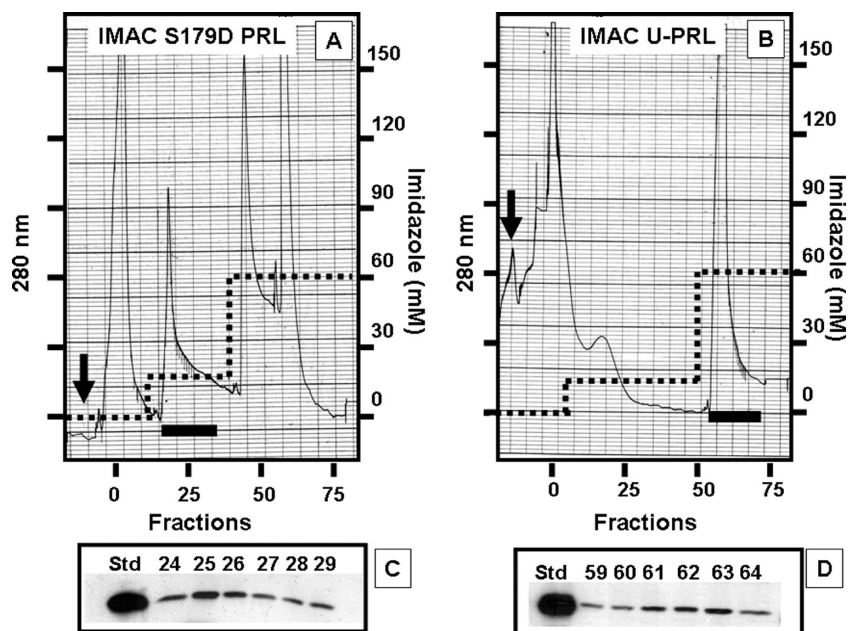 IMAC S179D PRL
A
150
120
90
60
30
0
280 nm
Imidazole (mM)
0 25 50 75
Fractions
IMAC U-PRL
B
150
120
90
60
30
0
280 nm
Imidazole (mM)
0 25 50 75
Fractions
Std 24 25 26 27 28 29
C
Std 59 60 61 62 63 64
D